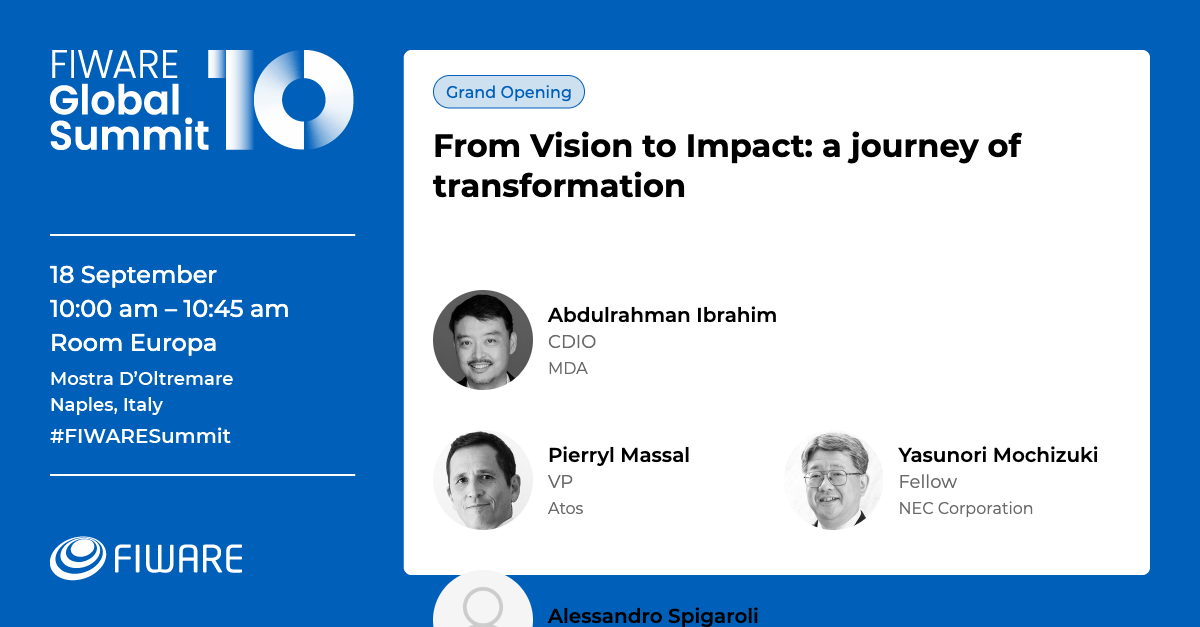 FIWARE
Global
Summit
10
18 September
10:00 am – 10:45 am
Room Europa
Mostra D’Oltremare
Naples, Italy
#FIWARESummit
FIWARE
Grand Opening
From Vision to Impact: a journey of
transformation
Abdulrahman Ibrahim
CDIO
MDA
Pierryl Massal
VP
Atos
Yasunori Mochizuki
Fellow
NEC Corporation
Alessandro Spigaroli